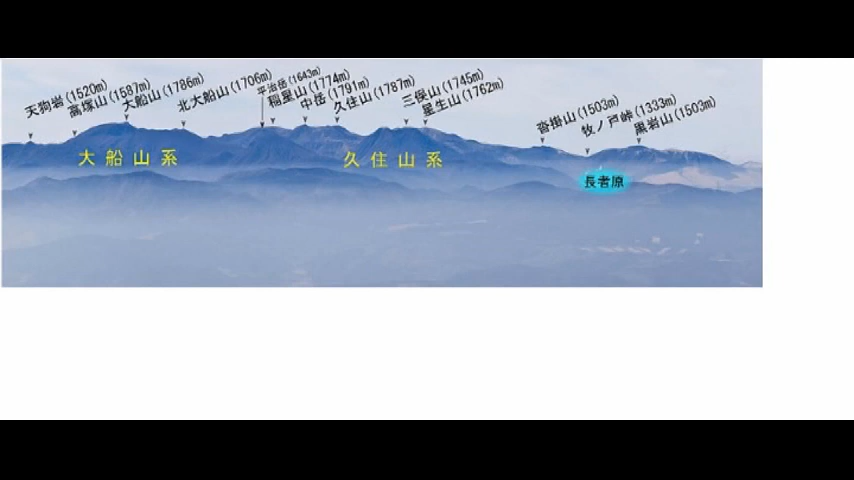 天狗岩(1520m)
高塚山(1587m)
大船山(1786m)
北大船山(1706m)
平治岳(1643m)
稲星山(1774m)
中岳(1791m)
久住山(1787m)
三俣山(1745m)
星生山(1762m)
沓掛山(1503m)
牧ノ戸峠(1333m)
黒岩山(1503m)
大船山系
久住山系
長者原